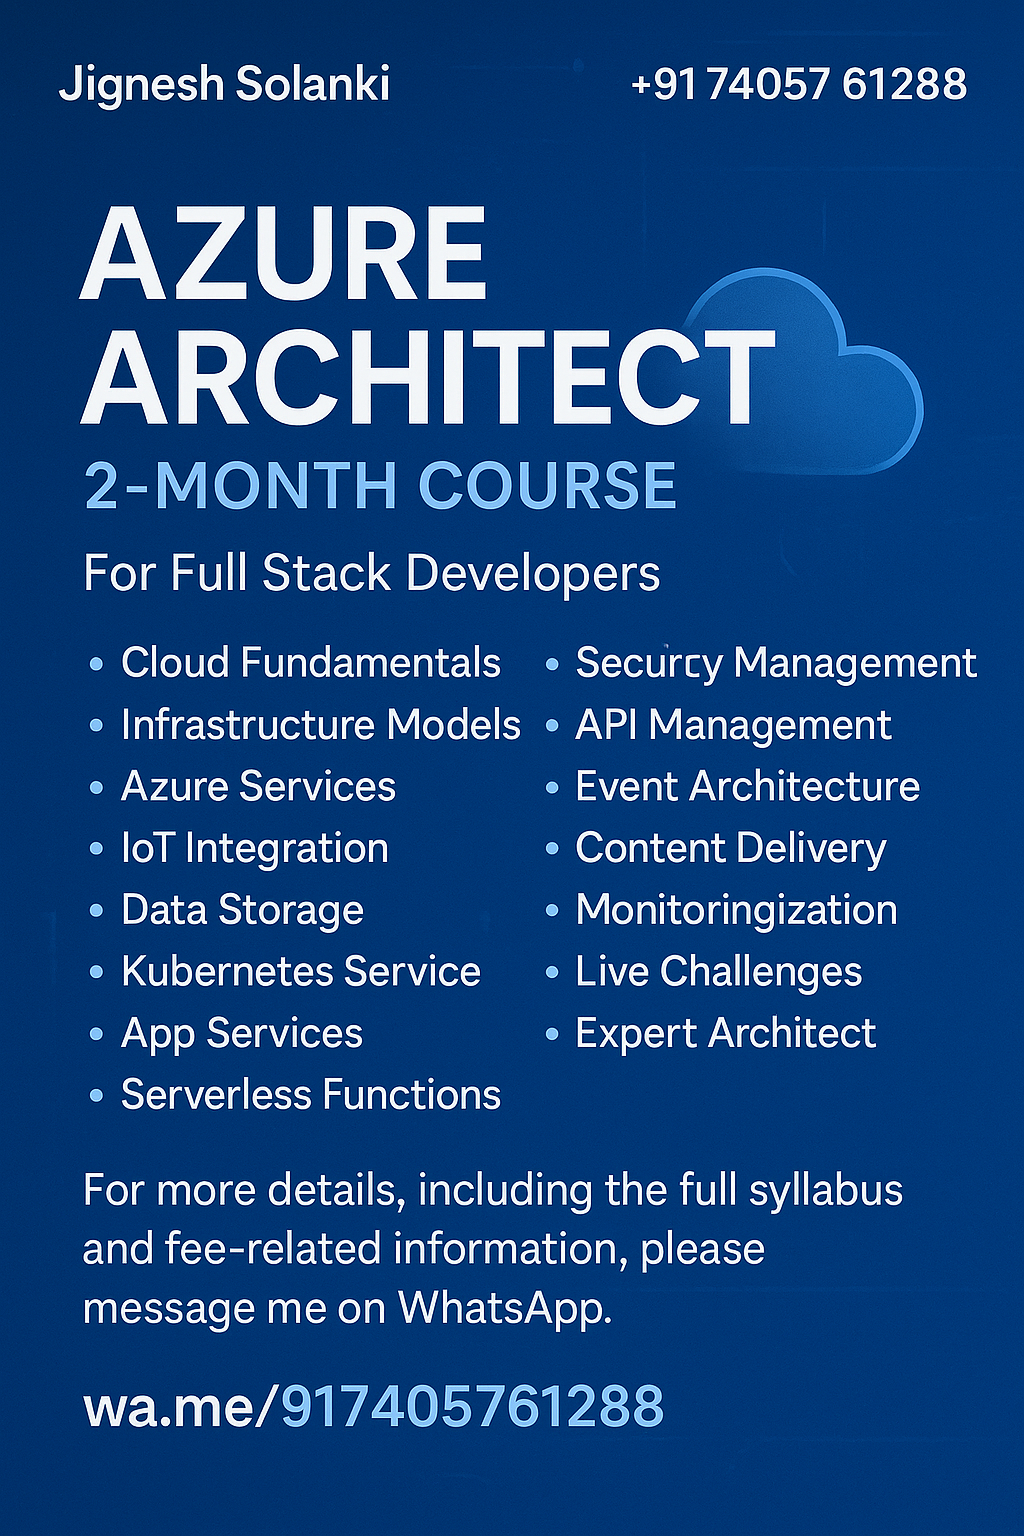 Jignesh Solanki
+91 74057 61288
AZURE
ARCHITECT
2-MONTH COURSE
For Full Stack Developers
• Cloud Fundamentals
• Infrastructure Models
• Azure Services
• IoT Integration
• Data Storage
• Kubernetes Service
• App Services
• Serverless Functions
• Management
• API Management
• Event Architecture
• Content Delivery
• Monitoringization
• Live Challenges
• Expert Architect
For more details, including the full syllabus
and fee-related information, please
message me on WhatsApp.
wa.me/917405761288